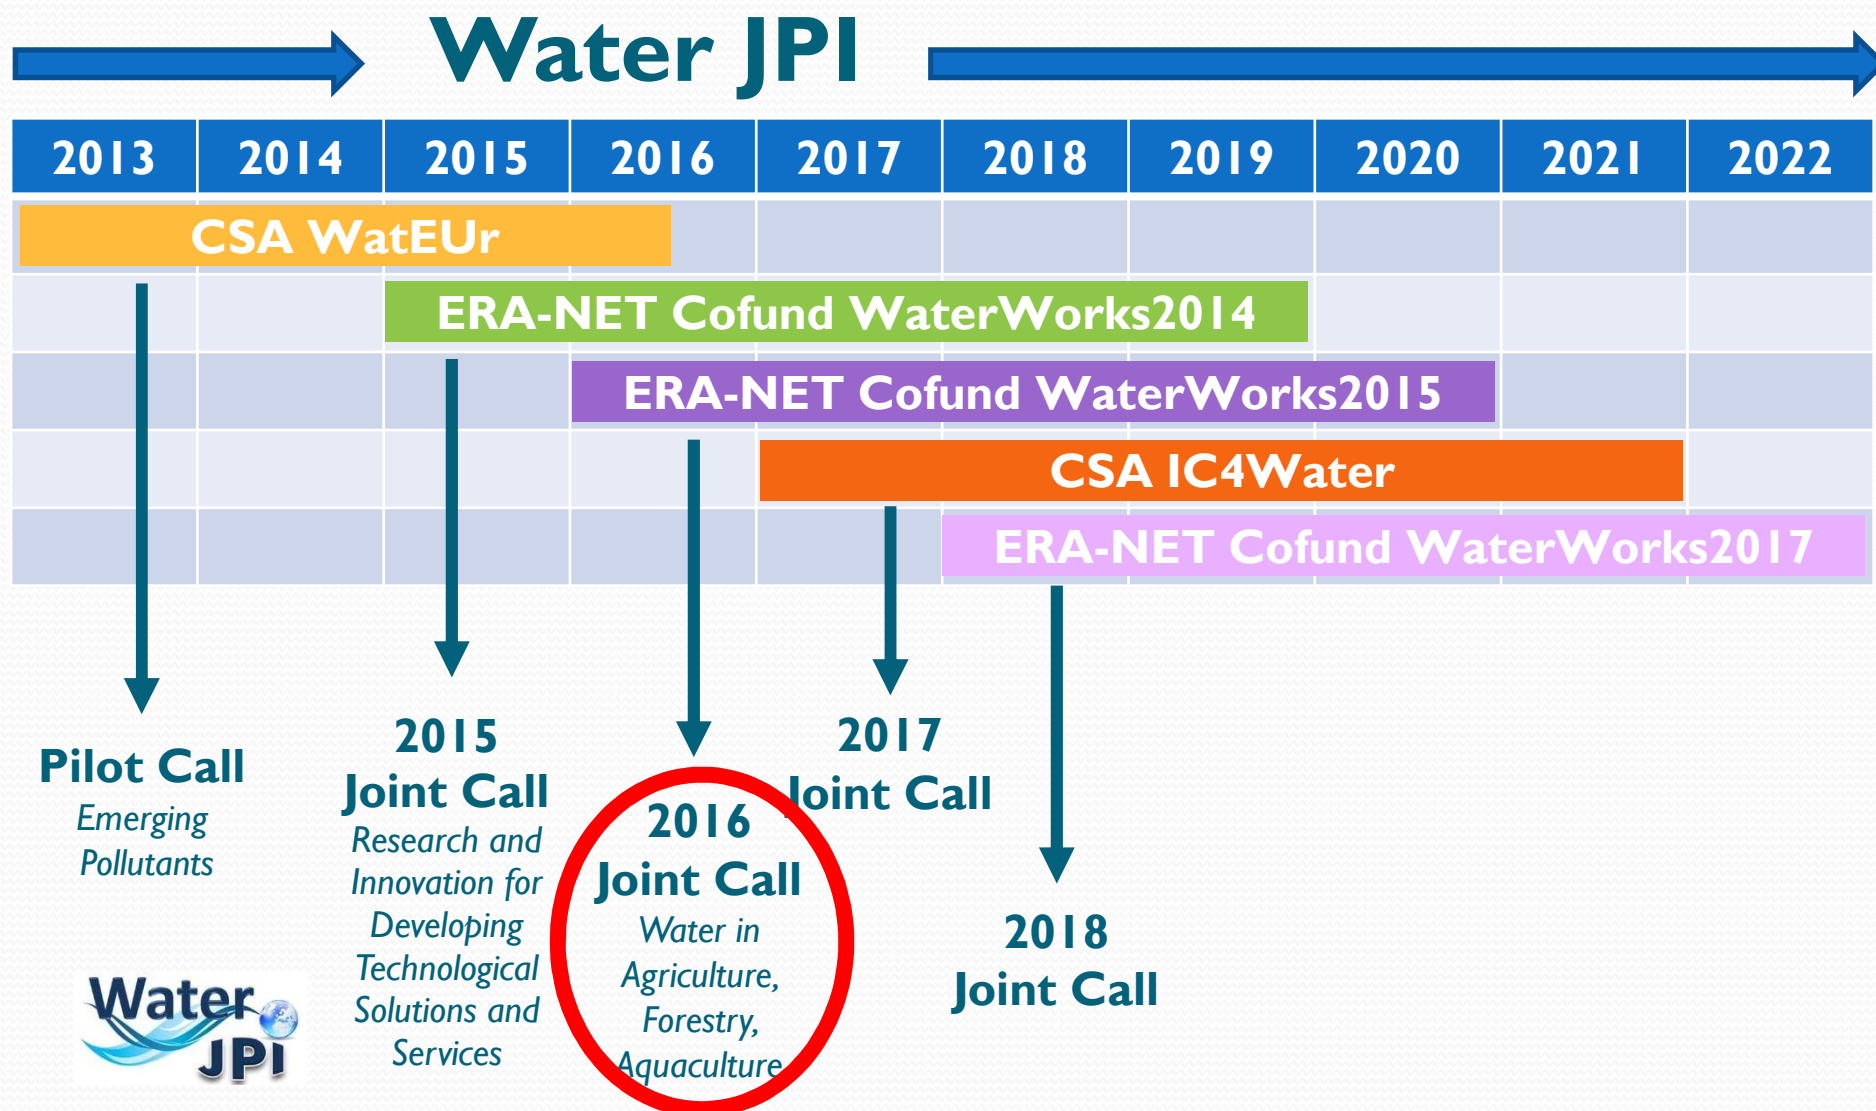 Water JPI
2013 2014 2015 2016 2017 2018 2019 2020 2021 2022
CSA WatEUr
ERA-NET Cofund WaterWorks2014
ERA-NET Cofund WaterWorks2015
CSA IC4Water
ERA-NET Cofund WaterWorks2017
Pilot Call
Emerging
Pollutants
2015
Joint Call
Research and
Innovation for
Developing
Technological
Solutions and
Services
2016
Joint Call
Water in
Agriculture,
Forestry,
Aquaculture
2017
Joint Call
2018
Joint Call
Water
JPI